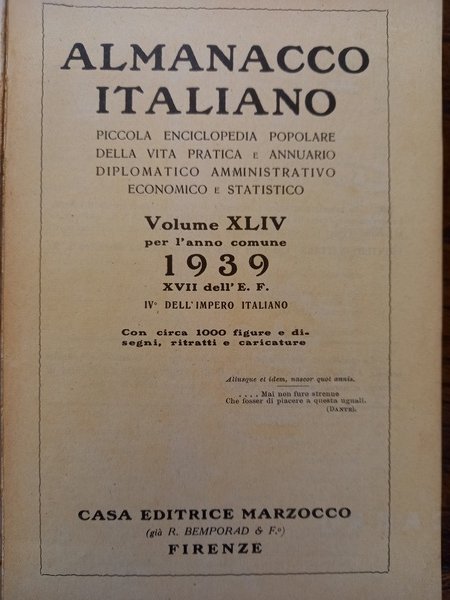 ALMANACCO
ITALIANO
PICCOLA ENCICLOPEDIA POPOLARE
DELLA VITA PRATICA E ANNUARIO
DIPLOMATICO AMMINISTRATIVO
ECONOMICO E STATISTICO
Volume XLIV
per l'anno comune
1939
XVII dell'E. F.
IVº DELL'IMPERO ITALIANO
Con circa 1000 figure e di-
segni, ritratti e caricature
Aliusque et idem, nascor quot annis.
. . . . Mai non furo strenne
Che fosser di piacere a questa uguali.
(DANTE).
CASA EDITRICE MARZOCCO
(già R. BEMPORAD & F.º)
FIRENZE